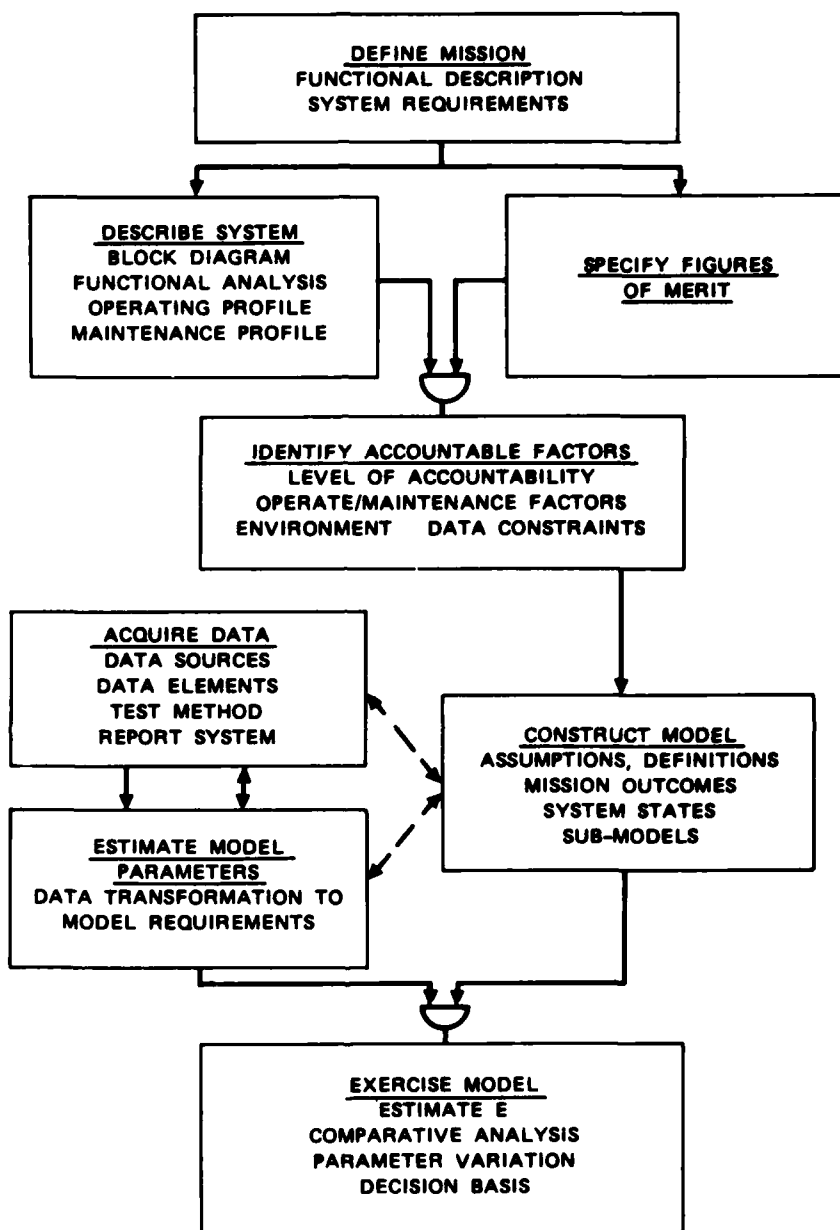 DEFINE MISSION
FUNCTIONAL DESCRIPTION
SYSTEM REQUIREMENTS
DESCRIBE SYSTEM
BLOCK DIAGRAM
FUNCTIONAL ANALYSIS
OPERATING PROFILE
MAINTENANCE PROFILE
SPECIFY FIGURES
OF MERIT
IDENTIFY ACCOUNTABLE FACTORS
LEVEL OF ACCOUNTABILITY
OPERATE/MAINTENANCE FACTORS
ENVIRONMENT DATA CONSTRAINTS
ACQUIRE DATA
DATA SOURCES
DATA ELEMENTS
TEST METHOD
REPORT SYSTEM
CONSTRUCT MODEL
ASSUMPTIONS, DEFINITIONS
MISSION OUTCOMES
SYSTEM STATES
SUB-MODELS
ESTIMATE MODEL
PARAMETERS
DATA TRANSFORMATION TO
MODEL REQUIREMENTS
EXERCISE MODEL
ESTIMATE E
COMPARATIVE ANALYSIS
PARAMETER VARIATION
DECISION BASIS